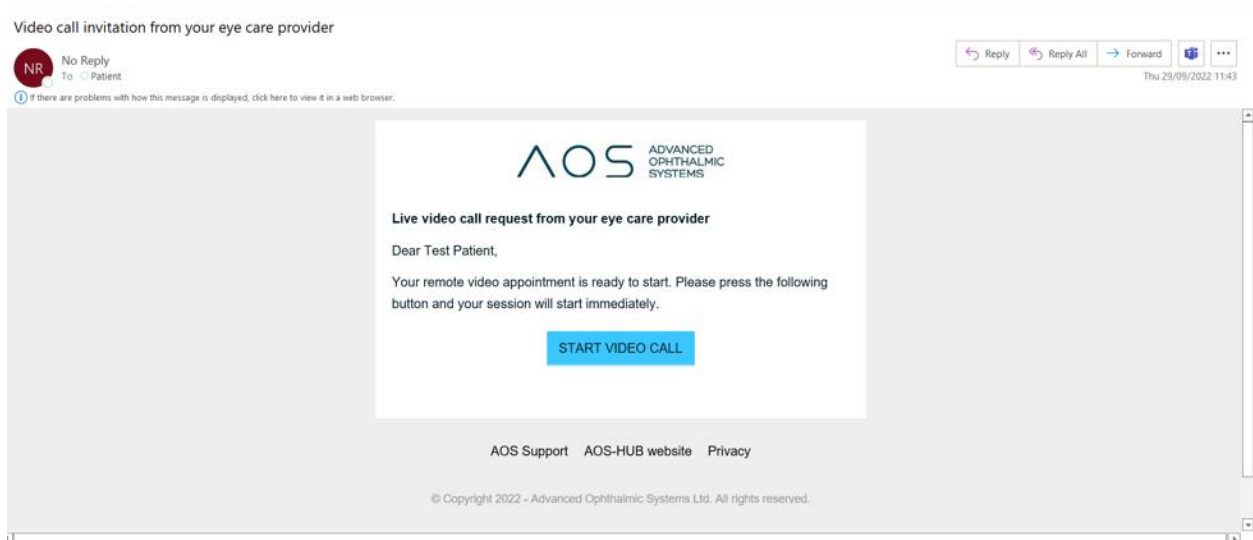 Video call invitation from your eye care provider
NR
No Reply
To Patient
Reply
Reply All
Forward
Thu 29/09/2022 11:43
If there are problems with how this message is displayed, click here to view it in a web browser.
AOS
ADVANCED
OPHTHALMIC
SYSTEMS
Live video call request from your eye care provider
Dear Test Patient,
Your remote video appointment is ready to start. Please press the following
button and your session will start immediately.
START VIDEO CALL
AOS Support AOS-HUB website Privacy
© Copyright 2022 - Advanced Ophthalmic Systems Ltd. All rights reserved.